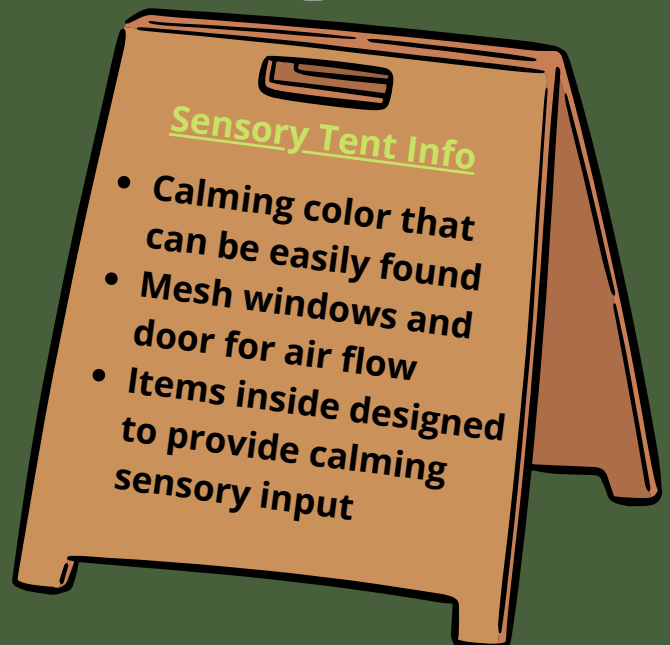 Sensory Tent Info
• Calming color that
can be easily found
• Mesh windows and
door for air flow
• Items inside designed
to provide calming
sensory input